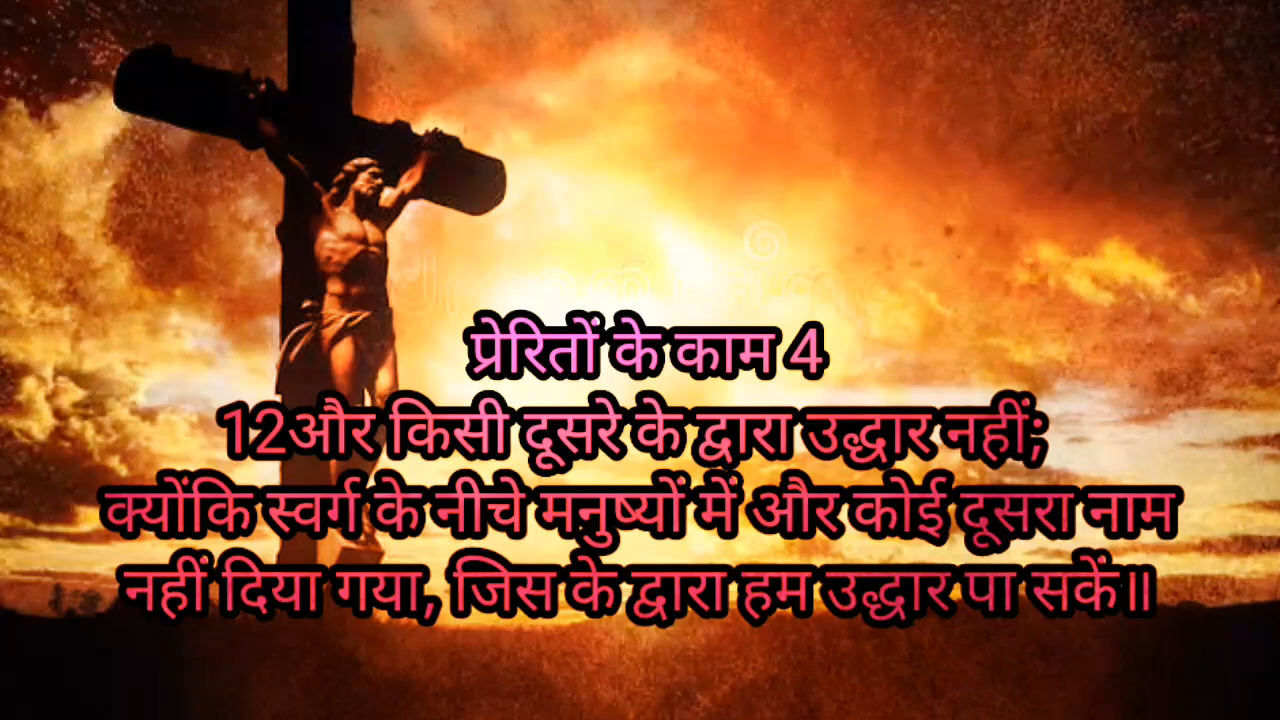 प्रेरितों के काम 4
12और किसी दूसरे के द्वारा उद्धार नहीं;
क्योंकि स्वर्ग के नीचे मनुष्यों में और कोई दूसरा नाम
नहीं दिया गया, जिस के द्वारा हम उद्धार पा सकें॥